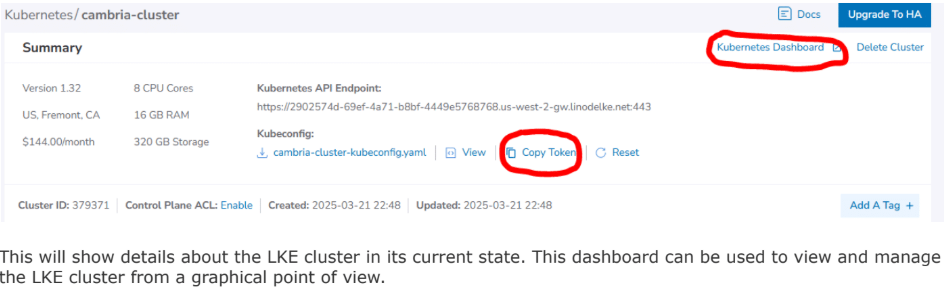 Kubernetes / cambria-cluster
Docs
Upgrade To HA
Summary
Kubernetes Dashboard
Delete Cluster
Version 1.32
8 CPU Cores
Kubernetes API Endpoint:
US, Fremont, CA
16 GB RAM
https://2902574d-69ef-4a71-b8bf-4449e5768768.us-west-2-gw.linodelke.net:443
$144.00/month
320 GB Storage
Kubeconfig:
cambria-cluster-kubeconfig.yaml | View | Copy Token | Reset
Cluster ID: 379371 | Control Plane ACL: Enable | Created: 2025-03-21 22:48 | Updated: 2025-03-21 22:48
Add A Tag +
This will show details about the LKE cluster in its current state. This dashboard can be used to view and manage
the LKE cluster from a graphical point of view.